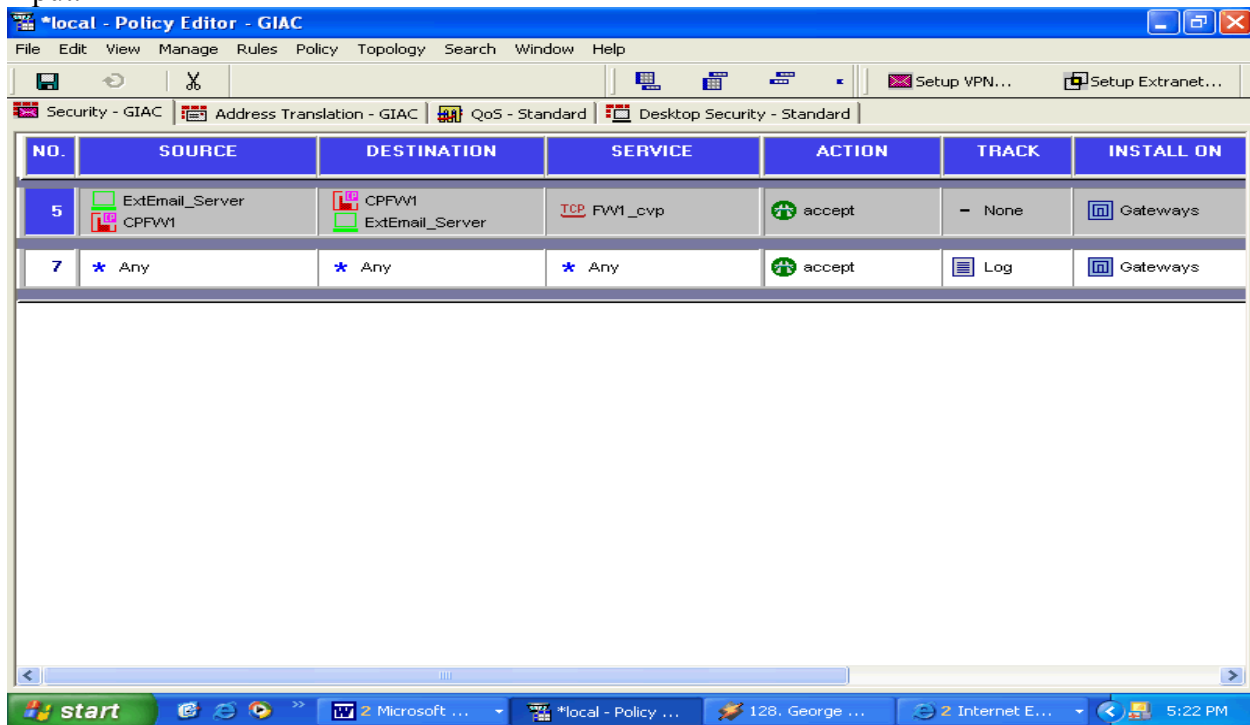 *local - Policy Editor - GIAC
File Edit View Manage Rules Policy Topology Search Window Help
Setup VPN... Setup Extranet...
Security - GIAC Address Translation - GIAC QoS - Standard Desktop Security - Standard
NO. SOURCE DESTINATION SERVICE ACTION TRACK INSTALL ON
5 ExtEmail_Server CPFW1 TCP FW1_cvp accept - None Gateways
CPFW1 ExtEmail_Server
7 * Any * Any * Any accept Log Gateways
start » 2 Microsoft ... *local - Policy ... 128. George ... 2 Internet E... 5:22 PM